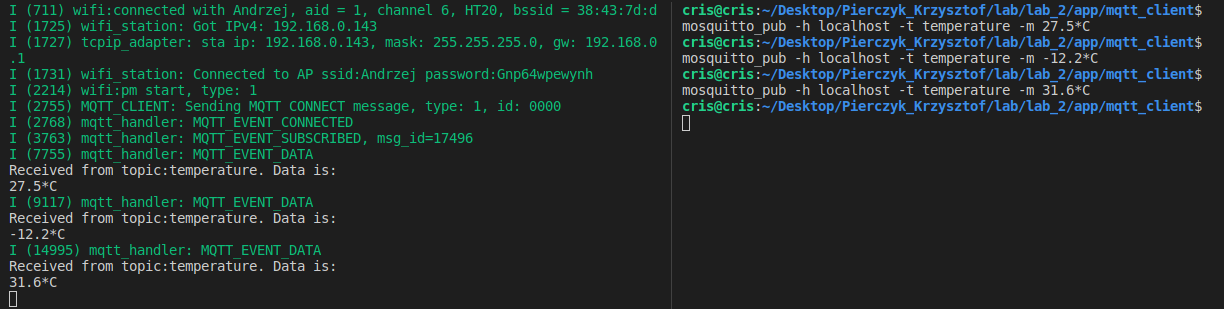 I (711) wifi:connected with Andrzej, aid = 1, channel 6, HT20, bssid = 38:43:7d:d
I (1725) wifi_station: Got IPv4: 192.168.0.143
I (1727) tcpip_adapter: sta ip: 192.168.0.143, mask: 255.255.255.0, gw: 192.168.0
.1
I (1731) wifi_station: Connected to AP ssid:Andrzej password:Gnp64wpewynh
I (2214) wifi:pm start, type: 1
I (2755) MQTT_CLIENT: Sending MQTT CONNECT message, type: 1, id: 0000
I (2768) mqtt_handler: MQTT_EVENT_CONNECTED
I (3763) mqtt_handler: MQTT_EVENT_SUBSCRIBED, msg_id=17496
I (7755) mqtt_handler: MQTT_EVENT_DATA
Received from topic:temperature. Data is:
27.5*C
I (9117) mqtt_handler: MQTT_EVENT_DATA
Received from topic:temperature. Data is:
-12.2*C
I (14995) mqtt_handler: MQTT_EVENT_DATA
Received from topic:temperature. Data is:
31.6*C
cris@cris:~/Desktop/Pierczyk_Krzysztof/lab/lab_2/app/mqtt_client$
mosquitto_pub -h localhost -t temperature -m 27.5*C
cris@cris:~/Desktop/Pierczyk_Krzysztof/lab/lab_2/app/mqtt_client$
mosquitto_pub -h localhost -t temperature -m -12.2*C
cris@cris:~/Desktop/Pierczyk_Krzysztof/lab/lab_2/app/mqtt_client$
mosquitto_pub -h localhost -t temperature -m 31.6*C
cris@cris:~/Desktop/Pierczyk_Krzysztof/lab/lab_2/app/mqtt_client$